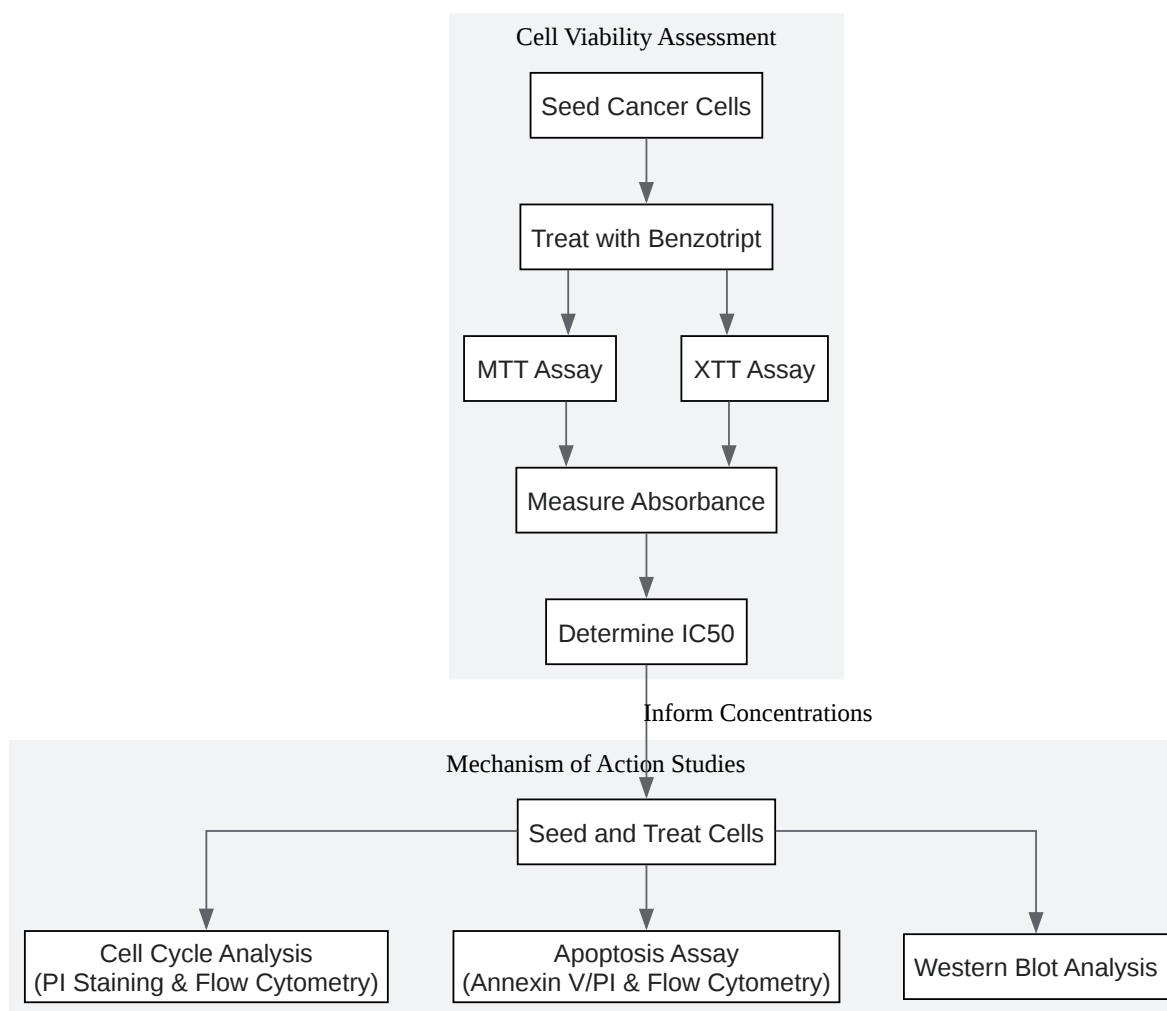 Cell Viability Assessment
Seed Cancer Cells
Treat with Benzotript
MTT Assay
XTT Assay
Measure Absorbance
Determine IC50
Inform Concentrations
Mechanism of Action Studies
Seed and Treat Cells
Cell Cycle Analysis
(PI Staining & Flow Cytometry)
Apoptosis Assay
(Annexin V/PI & Flow Cytometry)
Western Blot Analysis